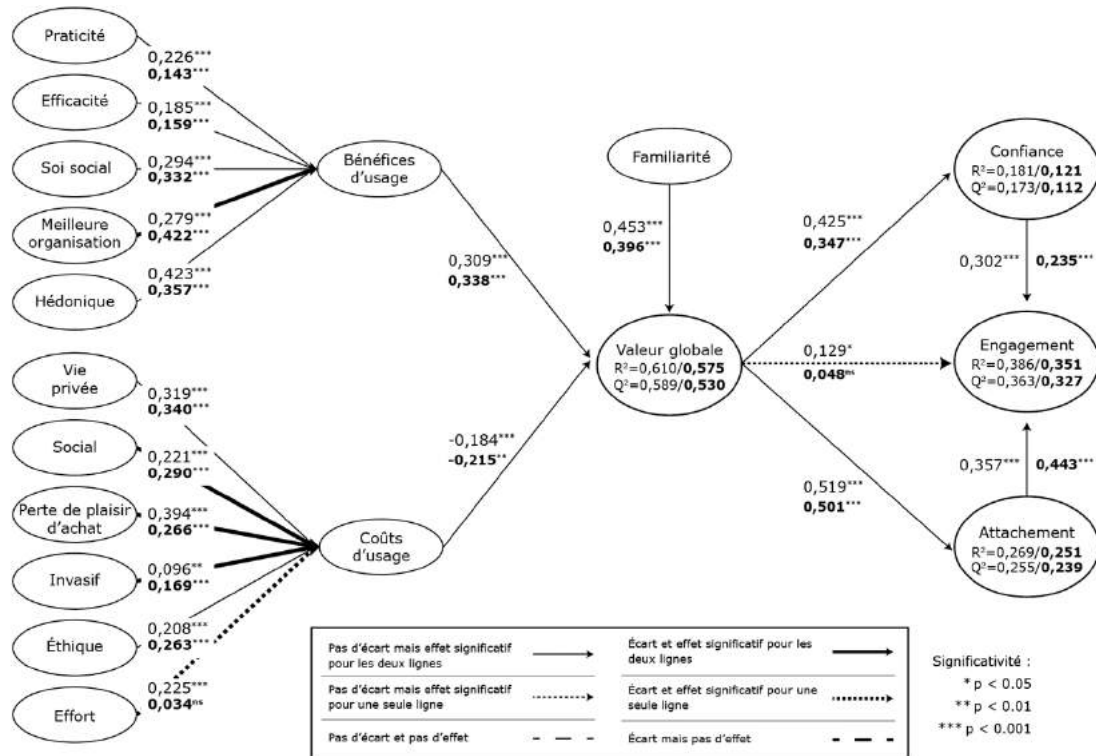 Praticité
0,226***
0,143***
Efficacité
0,185***
0,159***
Soi social
0,294***
0,332***
Meilleure
organisation
0,279***
0,422***
Hédonique
0,423***
0,357***
Bénéfices
d'usage
0,309***
0,338***
Vie
privée
0,319***
0,340***
Social
0,221***
0,290***
Perte de plaisir
d'achat
0,394***
0,266***
Invasif
0,096**
0,169***
Éthique
0,208***
0,263***
Effort
0,225***
0,034ns
Coûts
d'usage
-0,184***
-0,215**
Familiarité
0,453***
0,396***
Valeur globale
R²=0,610/0,575
Q²=0,589/0,530
0,425***
0,347***
0,129*
0,048ns
0,519***
0,501***
Confiance
R²=0,181/0,121
Q²=0,173/0,112
0,302*** 0,235***
Engagement
R²=0,386/0,351
Q²=0,363/0,327
0,357*** 0,443***
Attachement
R²=0,269/0,251
Q²=0,255/0,239
Pas d'écart mais effet significatif
pour les deux lignes
Écart et effet significatif pour les
deux lignes
Pas d'écart mais effet significatif
pour une seule ligne
Écart et effet significatif pour une
seule ligne
Pas d'écart et pas d'effet
Écart mais pas d'effet
Significativité :
* p < 0.05
** p < 0.01
*** p < 0.001